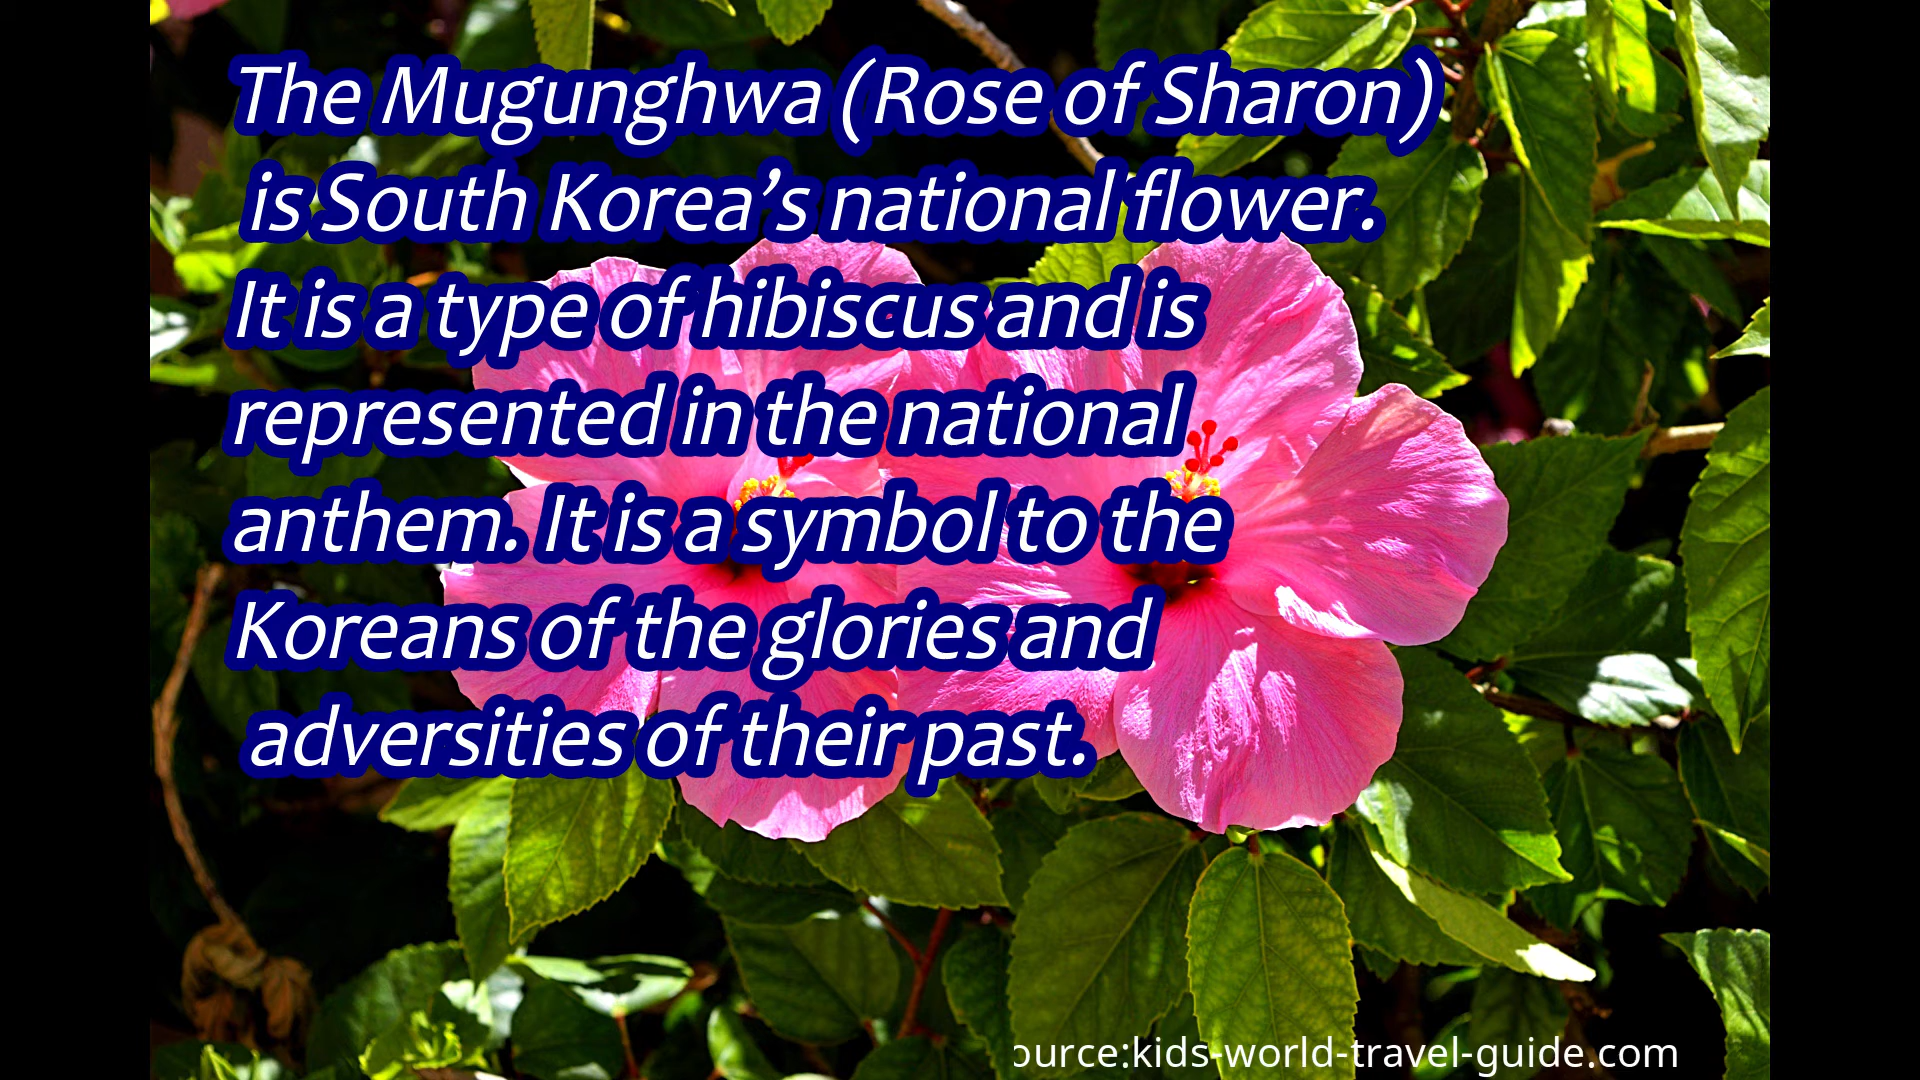 The Mugunghwa (Rose of Sharon)
is South Korea’s national flower.
It is a type of hibiscus and is
represented in the national
anthem. It is a symbol to the
Koreans of the glories and
adversities of their past.
ource:kids-world-travel-guide.com